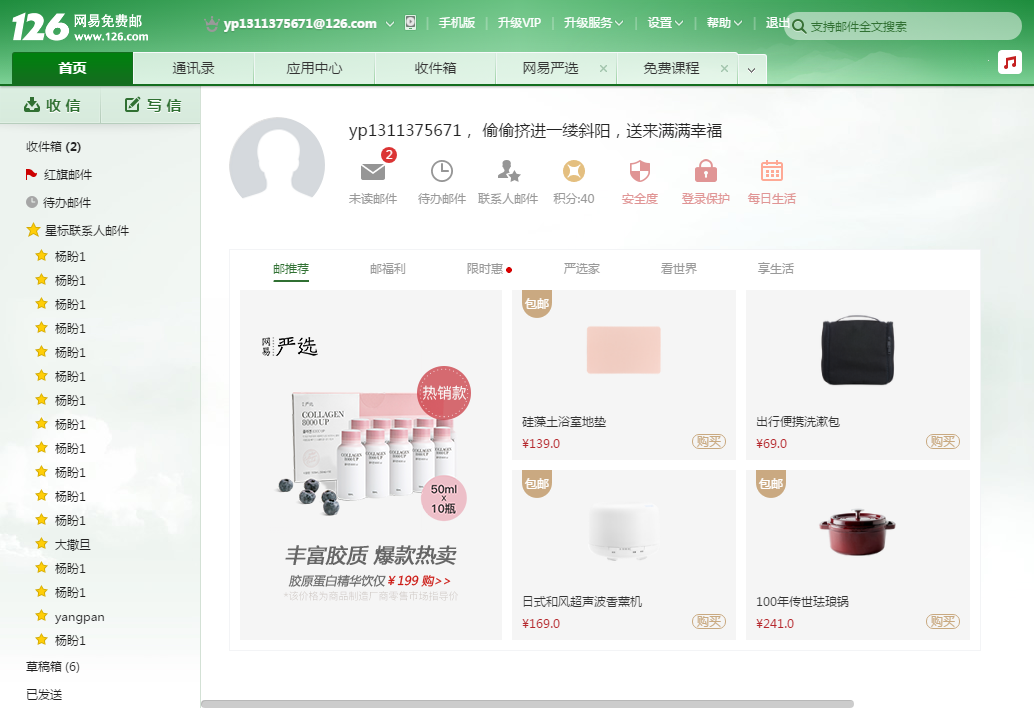 126 网易免费邮
www.126.com
yp1311375671@126.com 手机版 升级VIP 升级服务 设置 帮助 退出 支持邮件全文搜索
首页 通讯录 应用中心 收件箱 网易严选 × 免费课程 ×
收信 写信
收件箱 (2)
红旗邮件
待办邮件
星标联系人邮件
杨盼1
杨盼1
杨盼1
杨盼1
杨盼1
杨盼1
杨盼1
杨盼1
杨盼1
杨盼1
杨盼1
杨盼1
大撒旦
杨盼1
杨盼1
yangpan
杨盼1
草稿箱 (6)
已发送
yp1311375671， 偷偷挤进一缕斜阳，送来满满幸福
2
未读邮件 待办邮件 联系人邮件 积分:40 安全度 登录保护 每日生活
邮推荐 邮福利 限时惠 严选家 看世界 享生活
网易 严选
热销款
COLLAGEN
8000 UP
50ml
x
10瓶
丰富胶质 爆款热卖
胶原蛋白精华饮仅 ¥ 199 购>>
*该价格为商品制造厂商零售市场指导价
包邮
硅藻土浴室地垫
¥139.0 购买
出行便携洗漱包
¥69.0 购买
包邮
日式和风超声波香薰机
¥169.0 购买
包邮
100年传世珐琅锅
¥241.0 购买